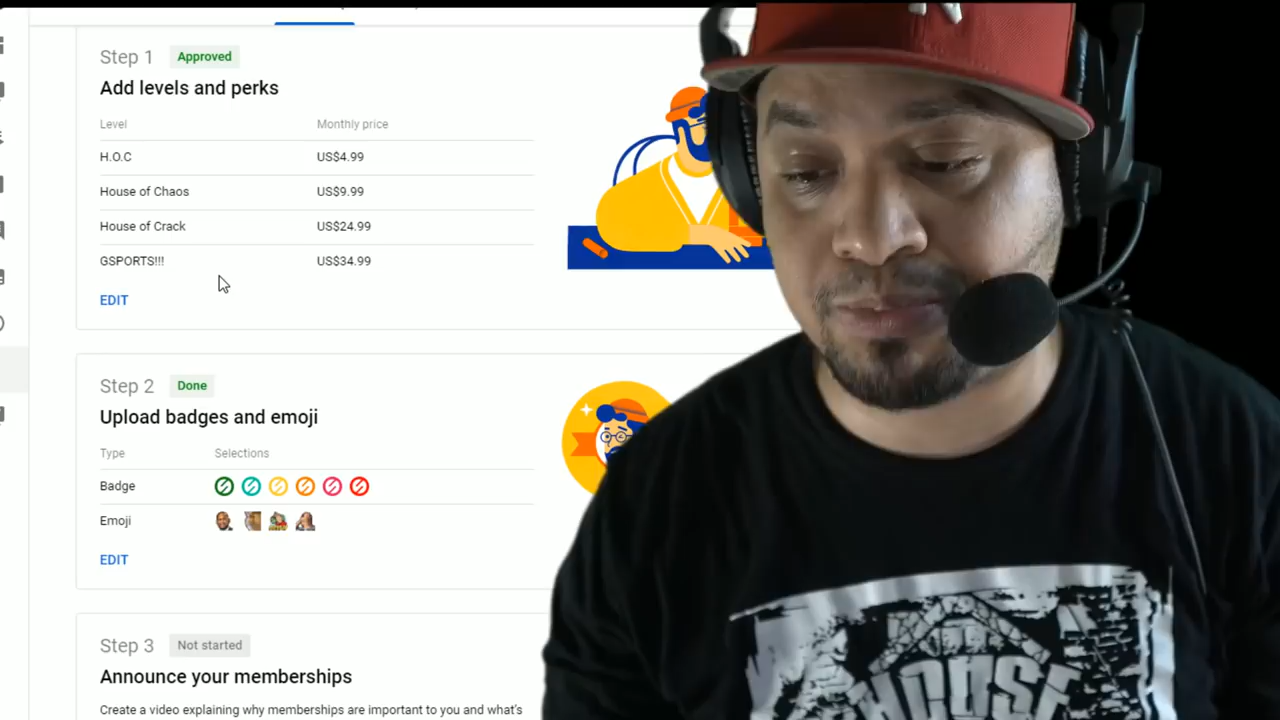 Step 1 Approved
Add levels and perks
Level Monthly price
H.O.C US$4.99
House of Chaos US$9.99
House of Crack US$24.99
GSPORTS!!! US$34.99
EDIT
Step 2 Done
Upload badges and emoji
Type Selections
Badge
Emoji
EDIT
Step 3 Not started
Announce your memberships
Create a video explaining why memberships are important to you and what's